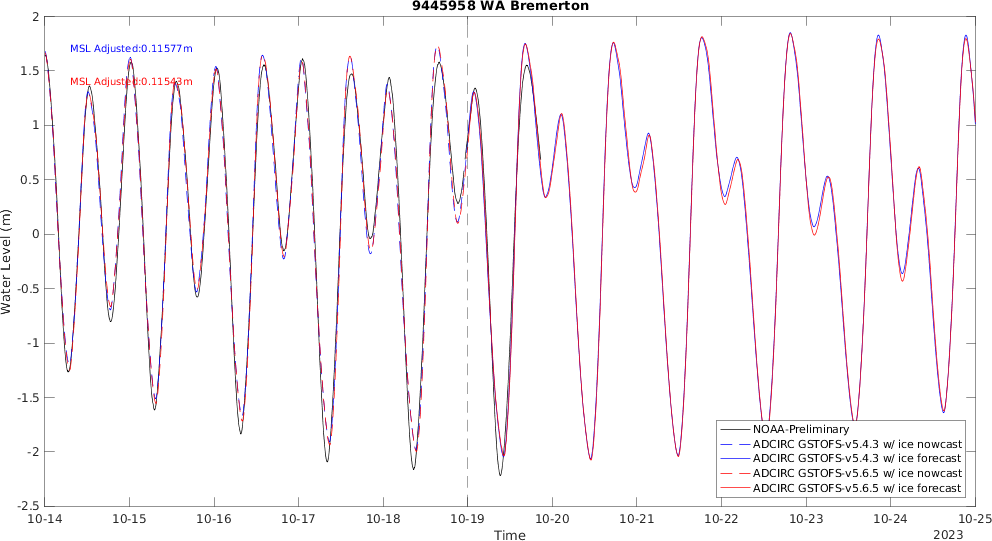 9445958 WA Bremerton
MSL Adjusted:0.11577m
MSL Adjusted:0.11543m
Water Level (m)
2
1.5
1
0.5
0
-0.5
-1
-1.5
-2
-2.5
NOAA-Preliminary
ADCIRC GSTOFS-v5.4.3 w/ ice nowcast
ADCIRC GSTOFS-v5.4.3 w/ ice forecast
ADCIRC GSTOFS-v5.6.5 w/ ice nowcast
ADCIRC GSTOFS-v5.6.5 w/ ice forecast
10-14 10-15 10-16 10-17 10-18 10-19 10-20 10-21 10-22 10-23 10-24 10-25
Time
2023